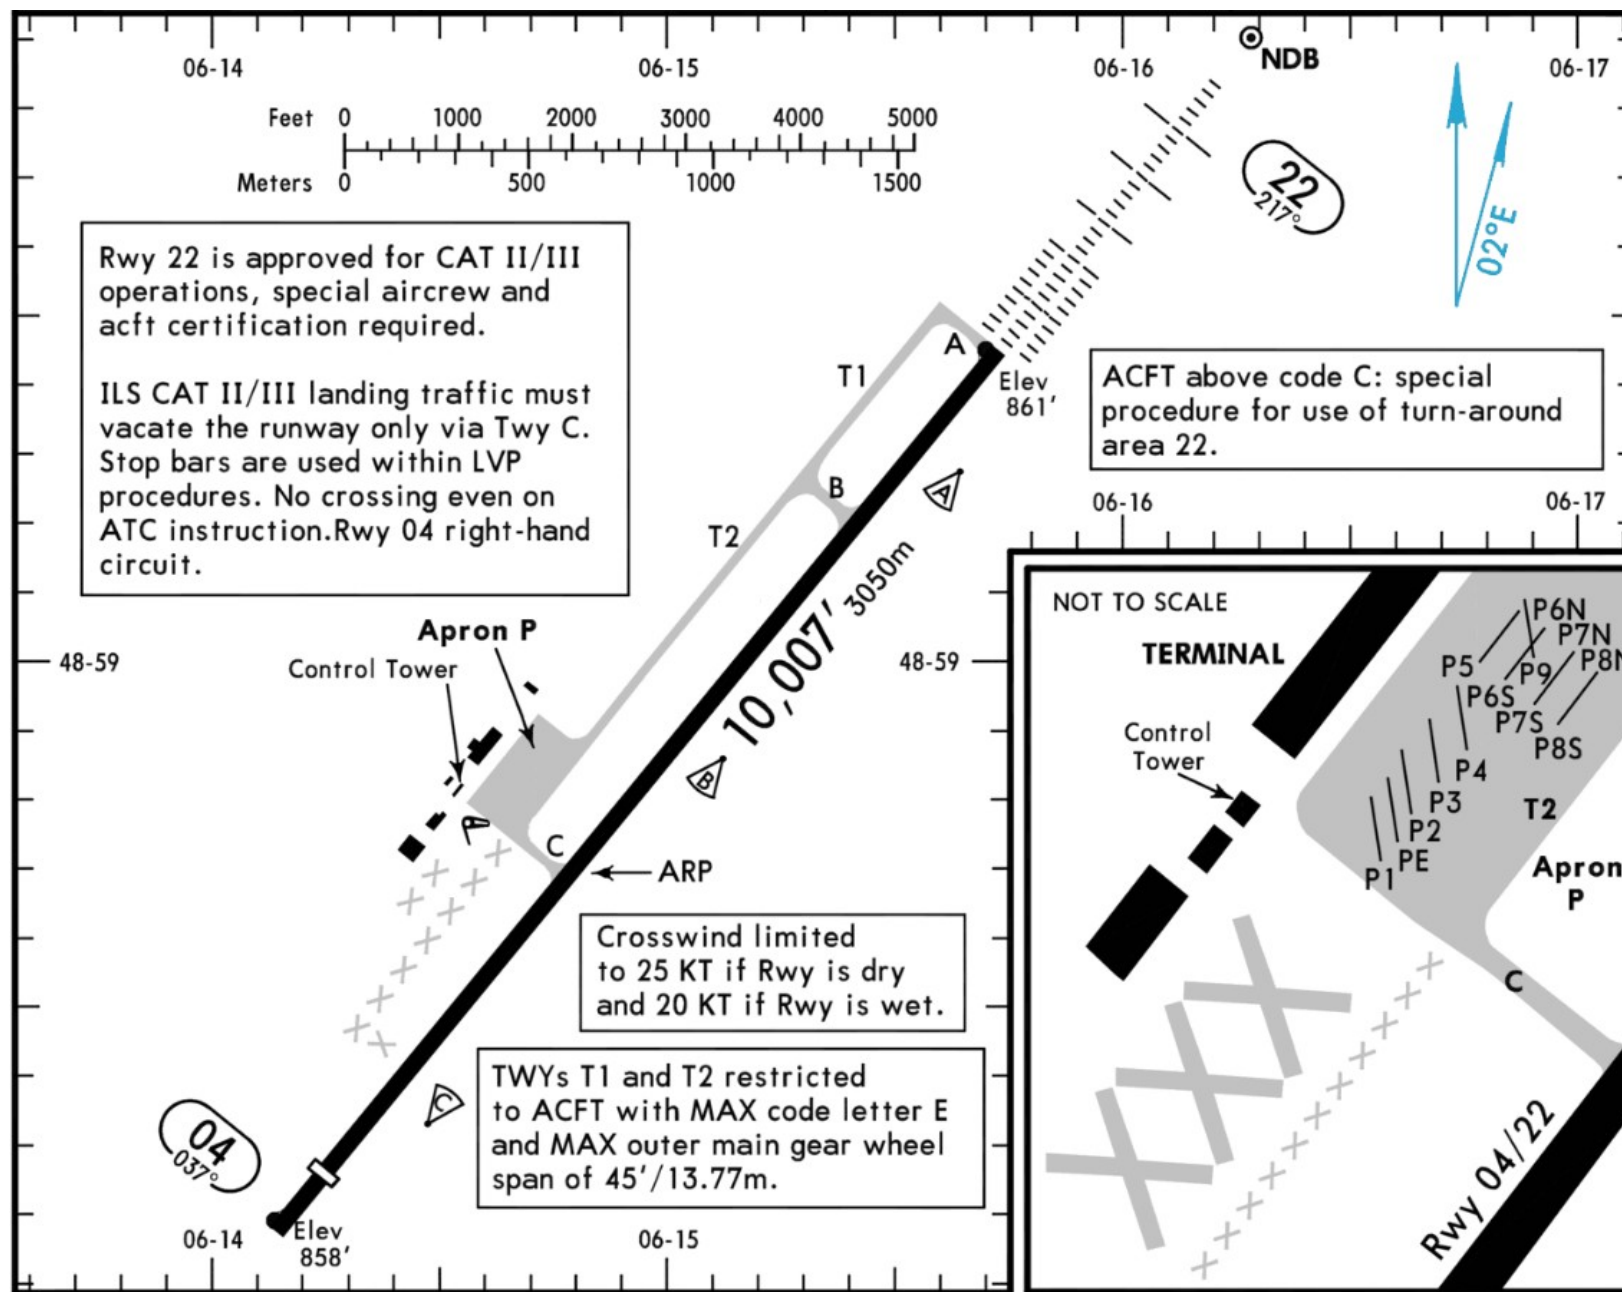 06-14
06-15
06-16
06-17
NDB
Feet 0 1000 2000 3000 4000 5000
Meters 0 500 1000 1500
22
217°
02°E
Rwy 22 is approved for CAT II/III
operations, special aircrew and
acft certification required.
ILS CAT II/III landing traffic must
vacate the runway only via Twy C.
Stop bars are used within LVP
procedures. No crossing even on
ATC instruction.Rwy 04 right-hand
circuit.
A
T1
Elev
861'
ACFT above code C: special
procedure for use of turn-around
area 22.
B
A
T2
06-16
06-17
10,007' 3050m
Apron P
Control Tower
48-59
48-59
B
C
ARP
Crosswind limited
to 25 KT if Rwy is dry
and 20 KT if Rwy is wet.
TWYs T1 and T2 restricted
to ACFT with MAX code letter E
and MAX outer main gear wheel
span of 45'/13.77m.
C
04
037°
Elev
858'
06-14
06-15
NOT TO SCALE
TERMINAL
P6N
P7N
P8N
P5
P9
P6S
P7S
P8S
Control
Tower
P4
P3
P2
PE
P1
T2
Apron
P
C
Rwy 04/22